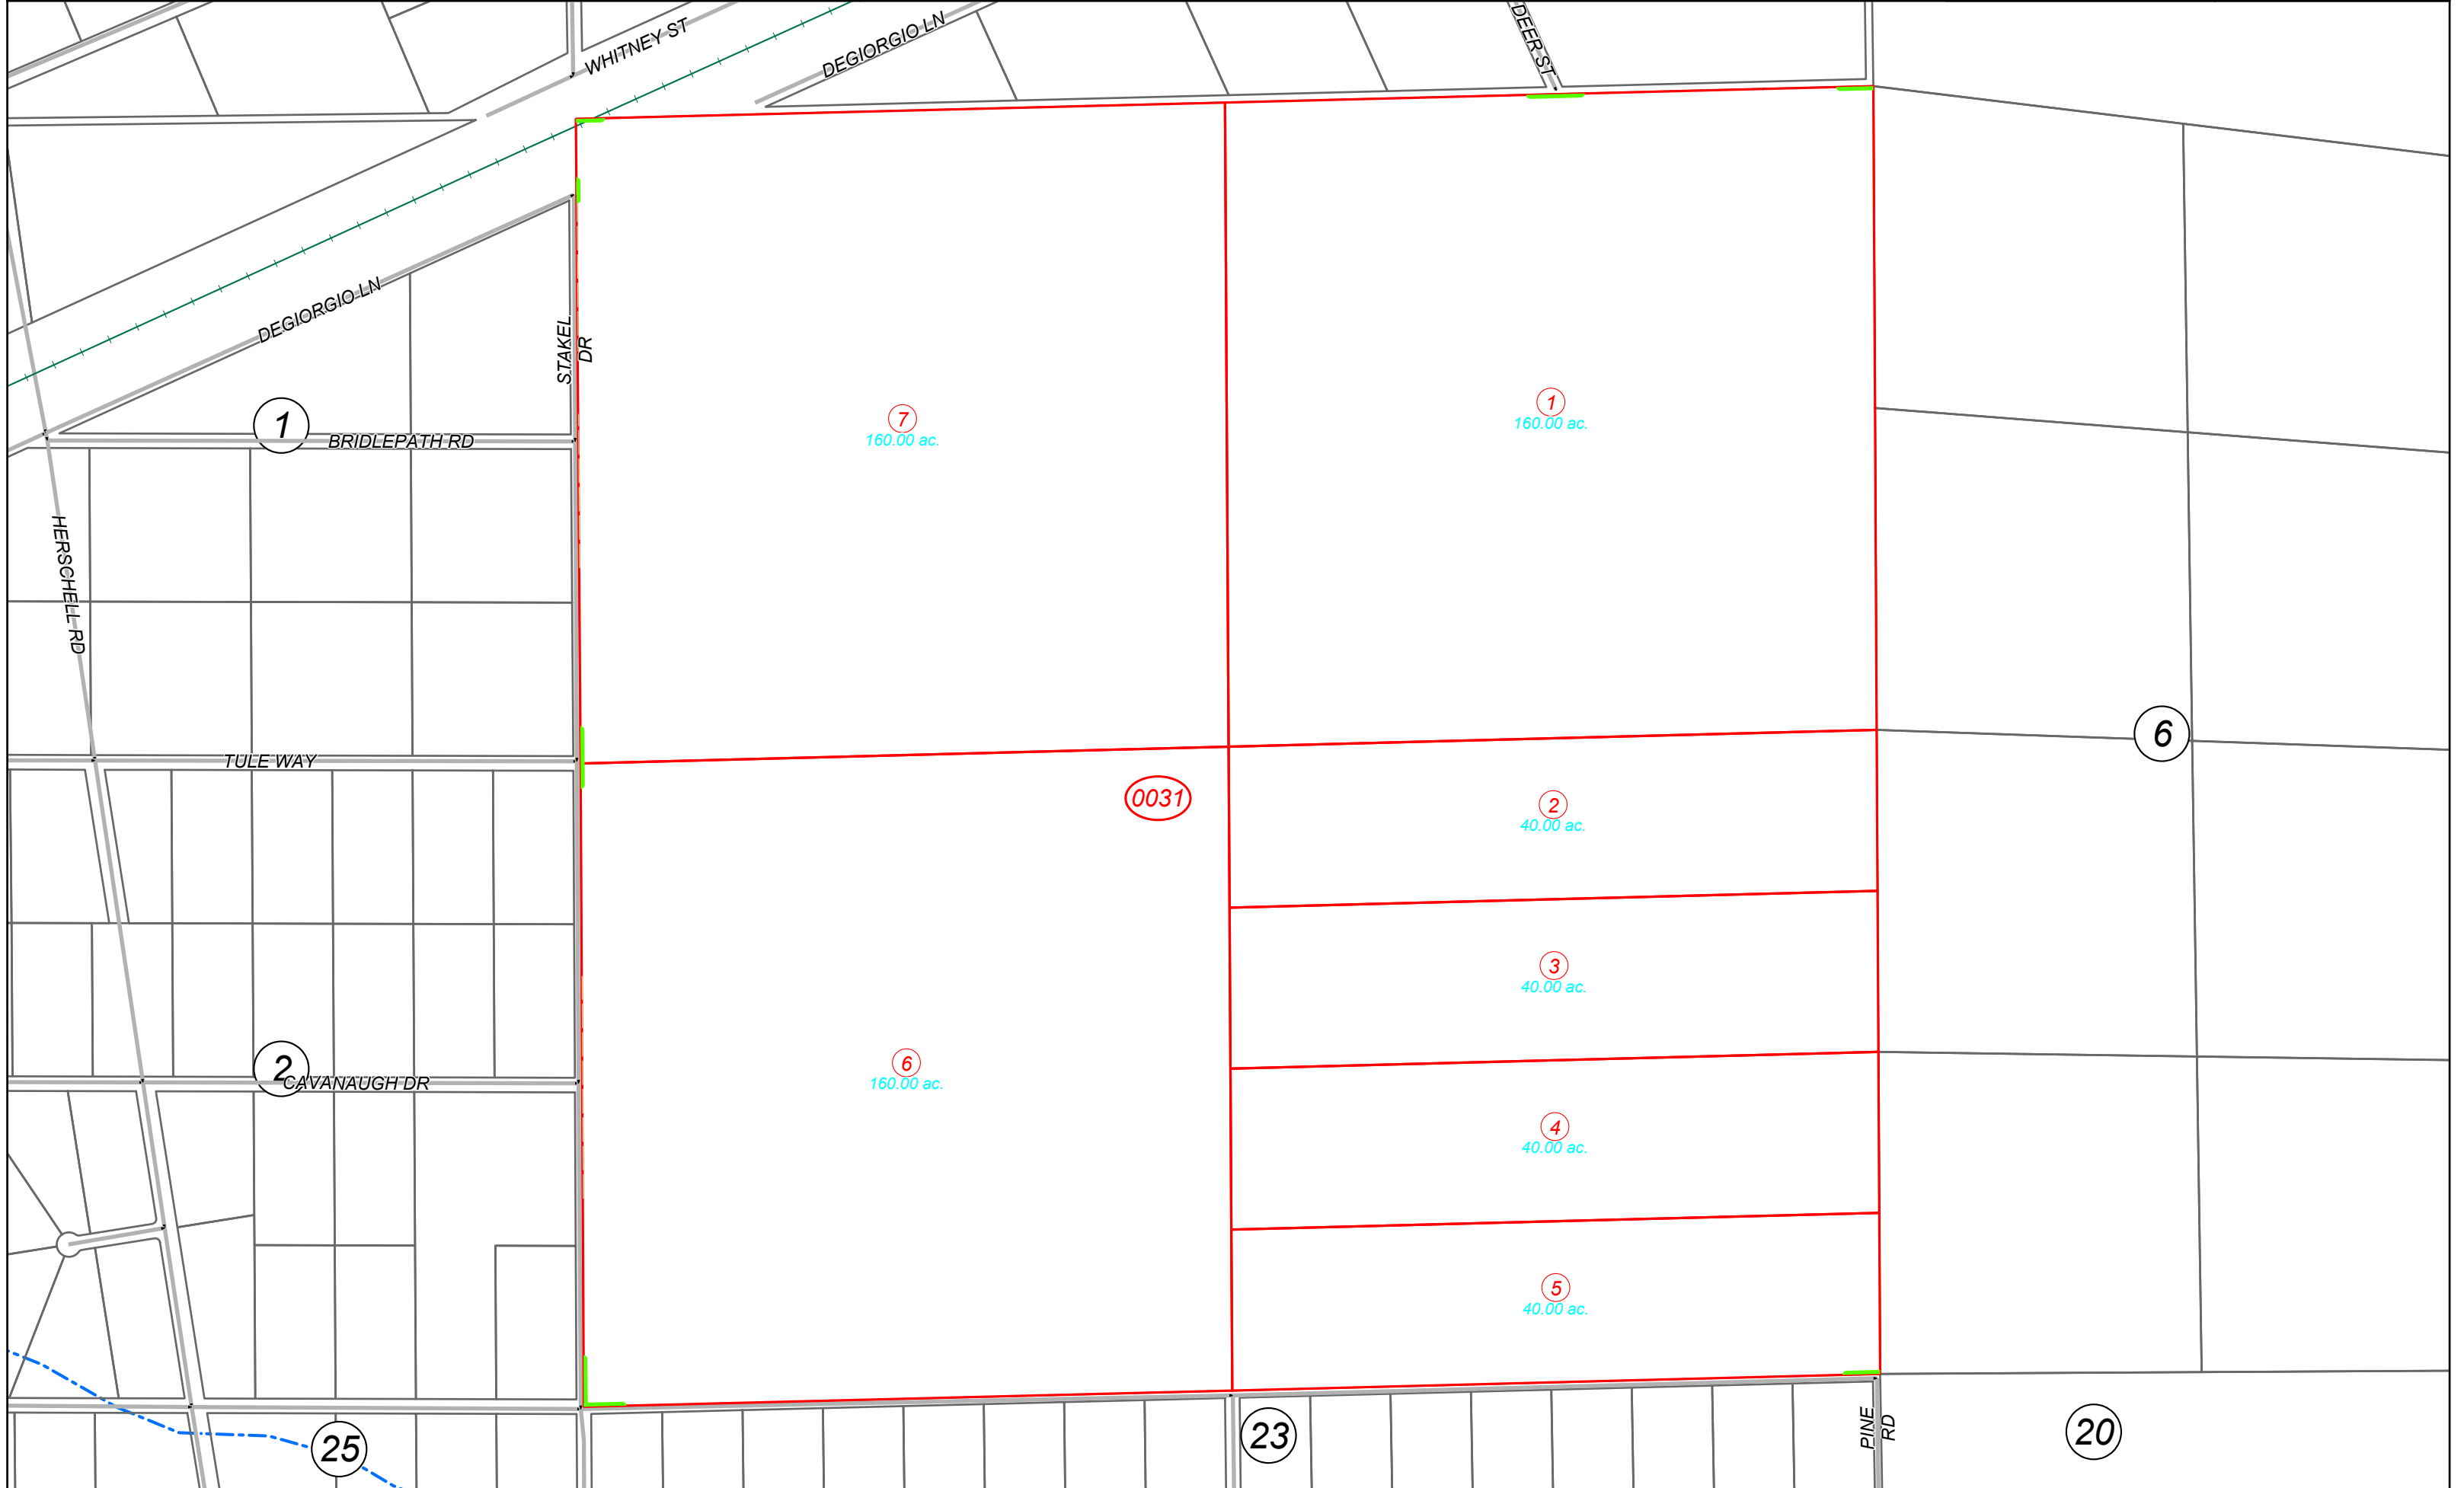 WHITNEY ST
DEGIORGIO LN
DEER ST
DEGIORGIO LN
STAKEL
DR
1
BRIDLEPATH RD
7
160.00 ac.
1
160.00 ac.
HERSCHELL RD
TULE WAY
6
0031
2
40.00 ac.
3
40.00 ac.
2
CAVANAUGH DR
6
160.00 ac.
4
40.00 ac.
5
40.00 ac.
25
23
PINE
RD
20